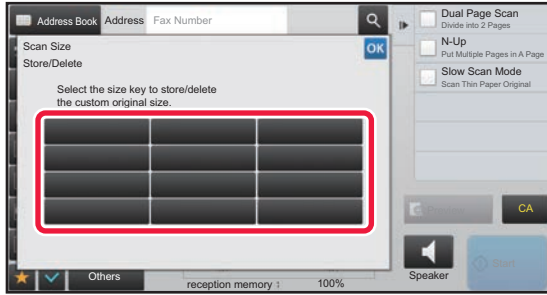 Address Book Address Fax Number
Scan Size
OK
Store/Delete
Select the size key to store/delete
the custom original size.
Dual Page Scan
Divide into 2 Pages
N-Up
Put Multiple Pages in A Page
Slow Scan Mode
Scan Thin Paper Original
CA
Others
reception memory :
100%
Speaker
Start